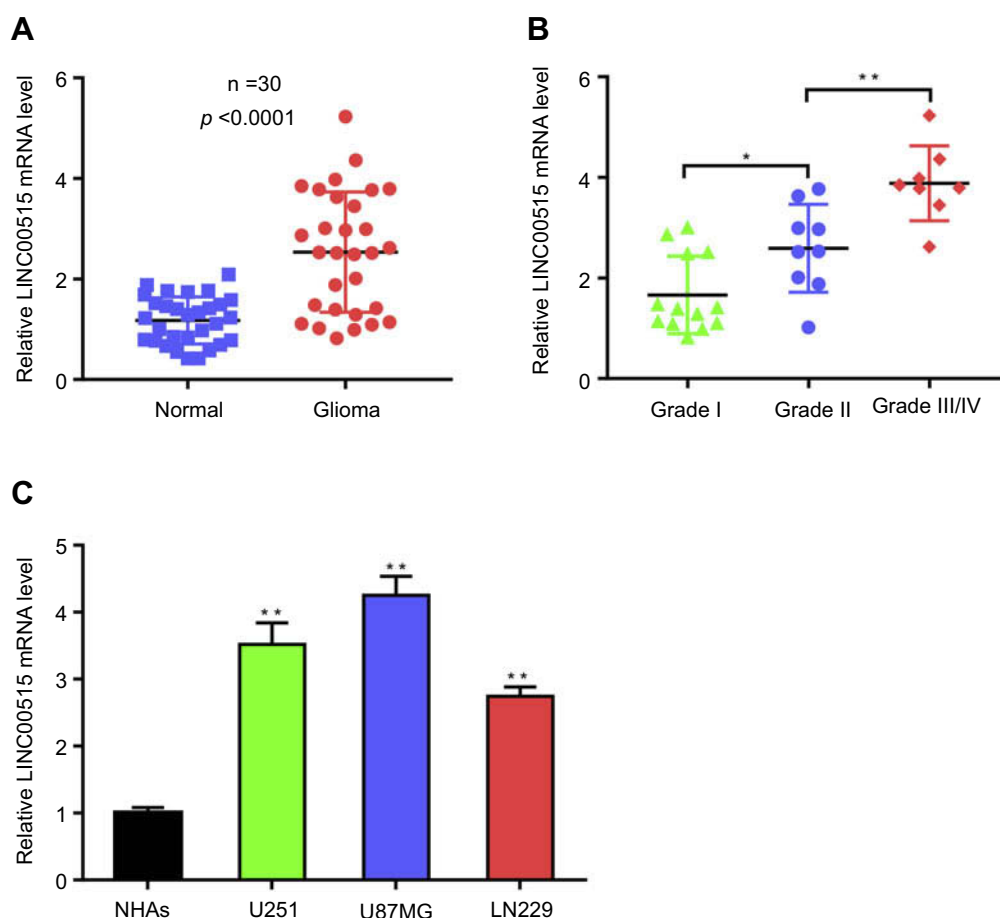 A
Relative LINC00515 mRNA level
6
4
2
0
n =30
p <0.0001
Normal
Glioma
B
Relative LINC00515 mRNA level
6
4
2
0
*
**
Grade I
Grade II
Grade III/IV
C
Relative LINC00515 mRNA level
5
4
3
2
1
0
**
**
**
NHAs
U251
U87MG
LN229